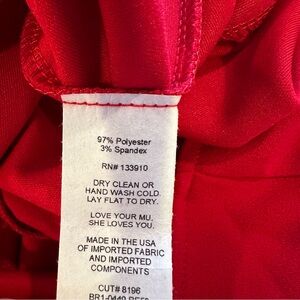 97% Polyester
3% Spandex
RN# 133910
DRY CLEAN OR
HAND WASH COLD.
LAY FLAT TO DRY.
LOVE YOUR MU,
SHE LOVES YOU.
MADE IN THE USA
OF IMPORTED FABRIC
AND IMPORTED
COMPONENTS
CUT# 8196